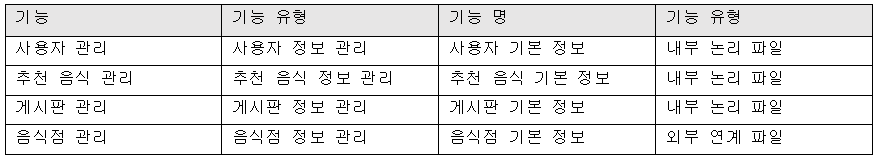 기능 기능 유형 기능 명 기능 유형
사용자 관리 사용자 정보 관리 사용자 기본 정보 내부 논리 파일
추천 음식 관리 추천 음식 정보 관리 추천 음식 기본 정보 내부 논리 파일
게시판 관리 게시판 정보 관리 게시판 기본 정보 내부 논리 파일
음식점 관리 음식점 정보 관리 음식점 기본 정보 외부 연계 파일